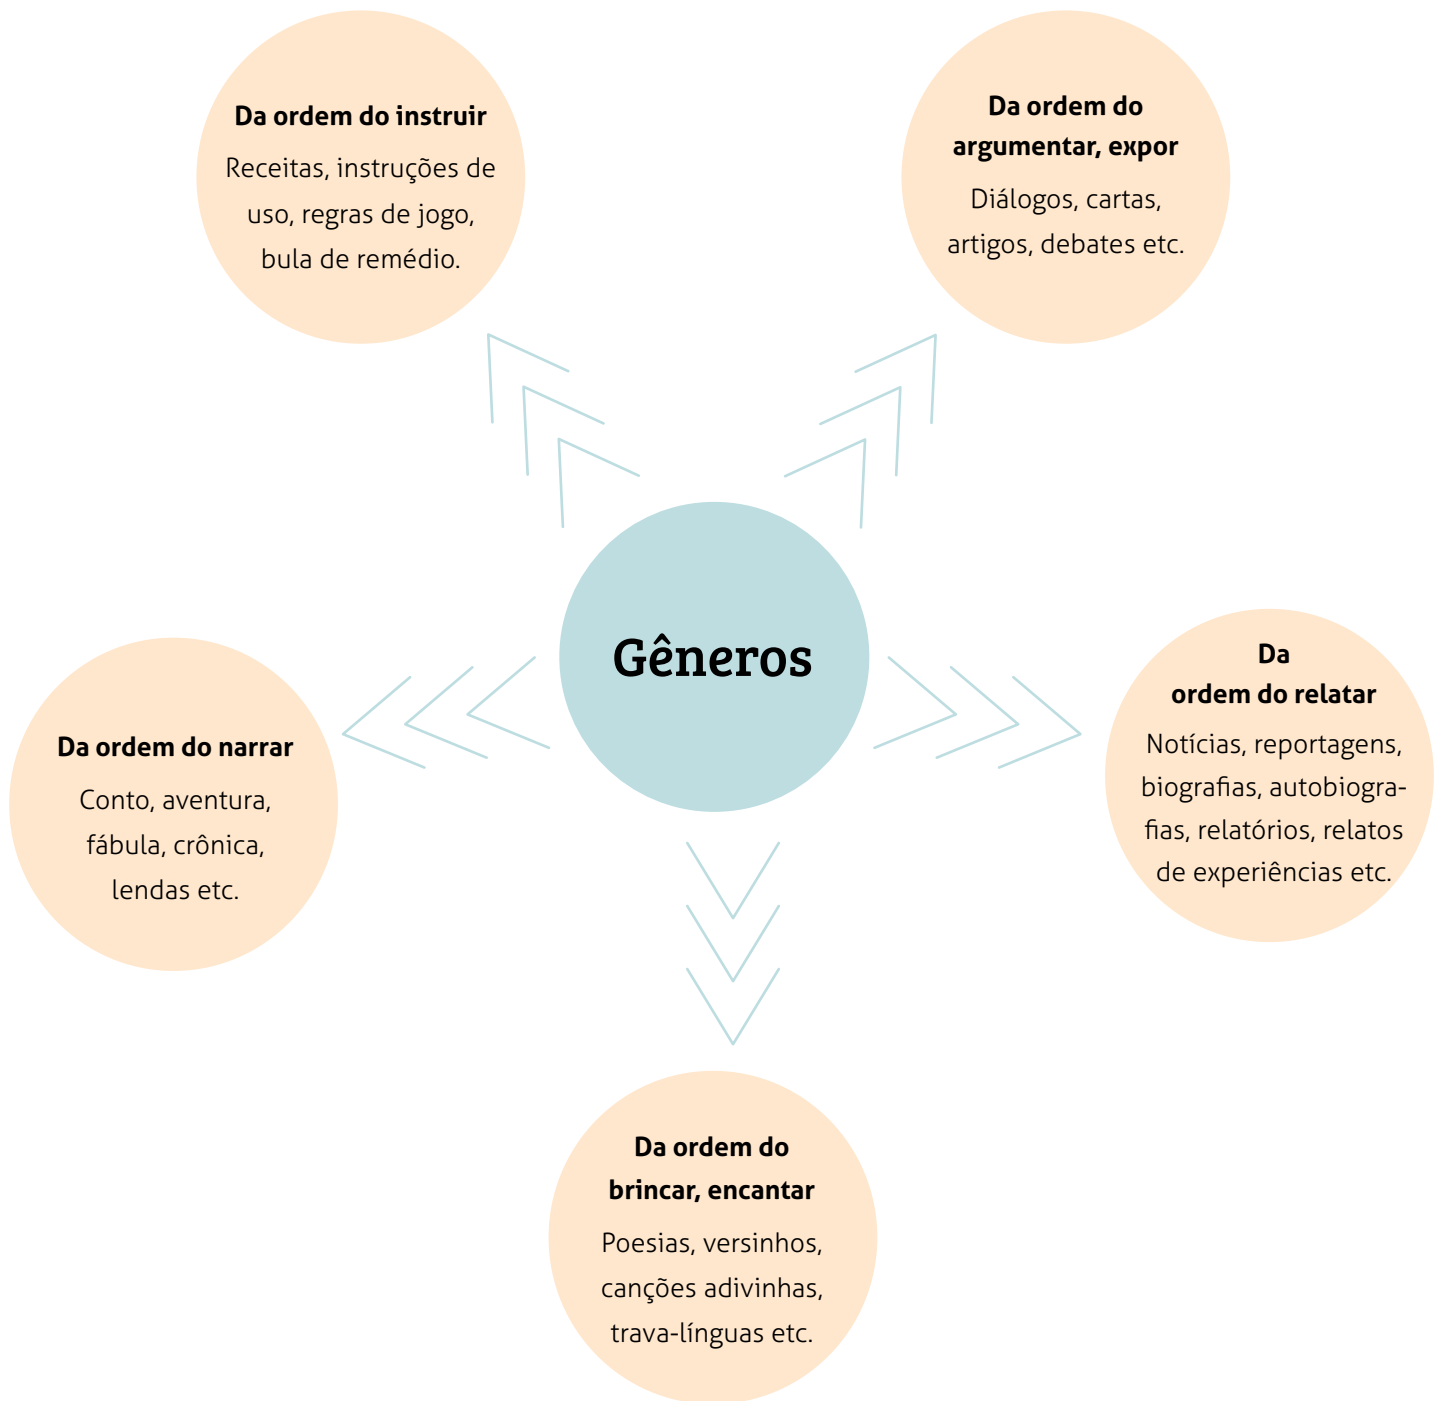 Da ordem do instruir
Receitas, instruções de
uso, regras de jogo,
bula de remédio.
Da ordem do
argumentar, expor
Diálogos, cartas,
artigos, debates etc.
Gêneros
Da ordem do narrar
Conto, aventura,
fábula, crônica,
lendas etc.
Da
ordem do relatar
Notícias, reportagens,
biografias, autobiogra-
fias, relatórios, relatos
de experiências etc.
Da ordem do
brincar, encantar
Poesias, versinhos,
canções adivinhas,
trava-línguas etc.